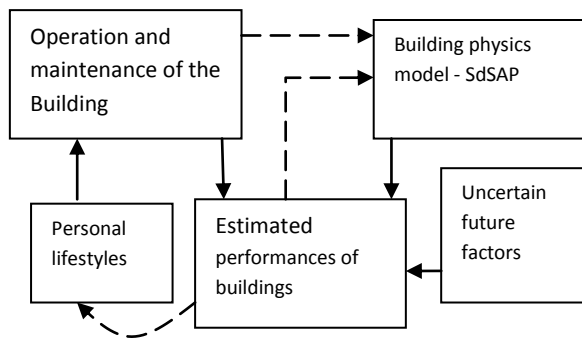 Operation and
maintenance of the
Building
Building physics
model - SdSAP
Personal
lifestyles
Estimated
performances of
buildings
Uncertain
future
factors